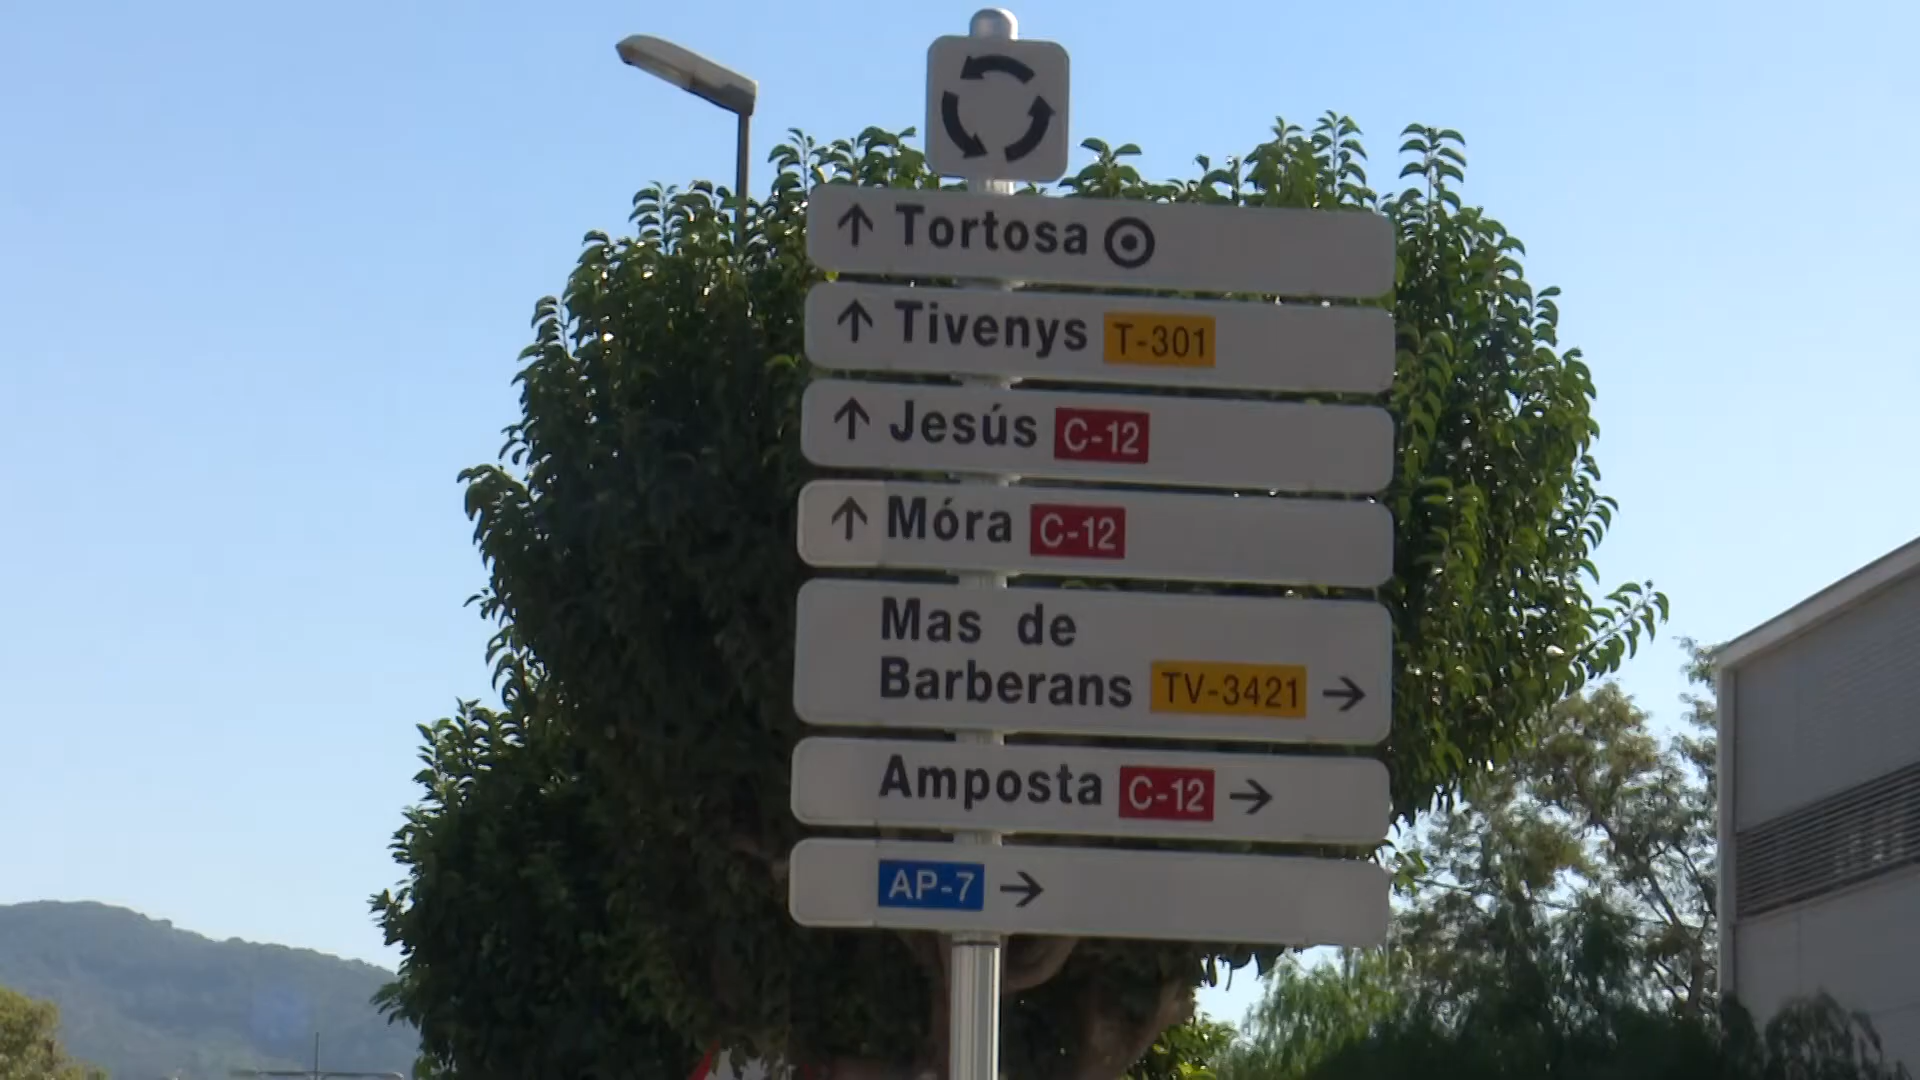 Tortosa
Tivenys T-301
Jesús C-12
Móra C-12
Mas de
Barberans TV-3421
Amposta C-12
AP-7